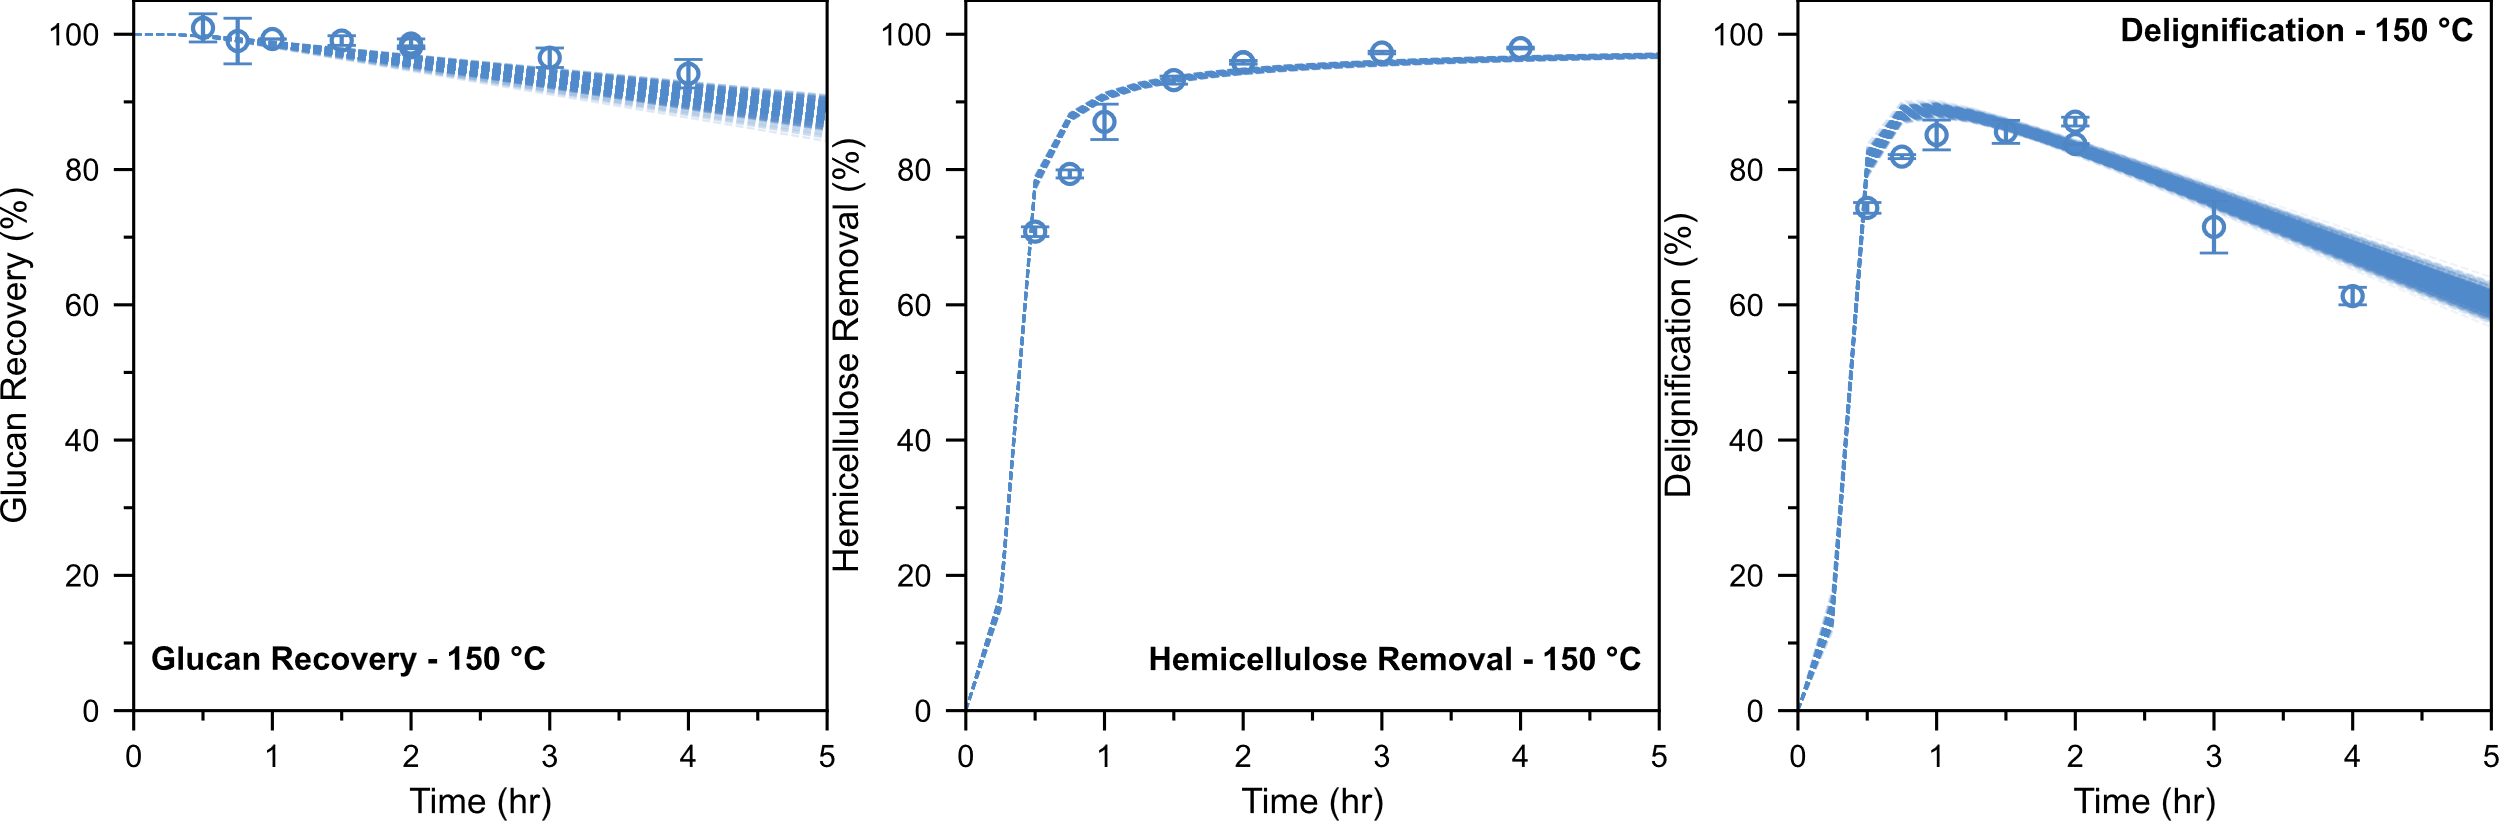 Glucan Recovery (%)
100
80
60
40
20
0
Glucan Recovery - 150 °C
0 1 2 3 4 5
Time (hr)
Hemicellulose Removal (%)
100
80
60
40
20
0
Hemicellulose Removal - 150 °C
0 1 2 3 4 5
Time (hr)
Delignification (%)
100
80
60
40
20
0
Delignification - 150 °C
0 1 2 3 4 5
Time (hr)